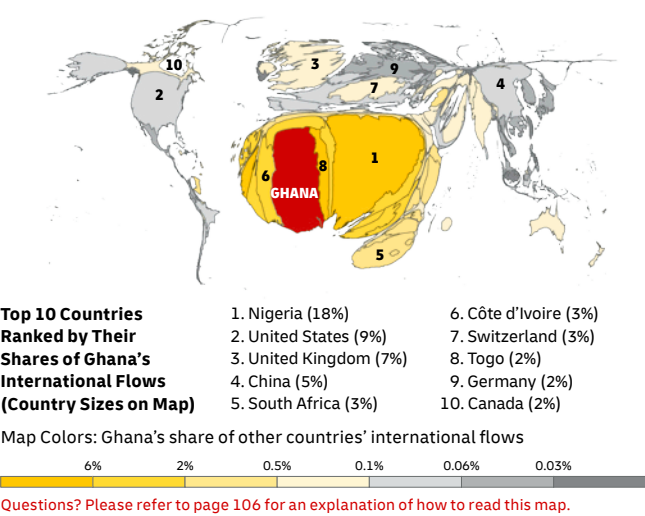 10
3
9
2
7
4
1
8
6
GHANA
5
Top 10 Countries
Ranked by Their
Shares of Ghana's
International Flows
(Country Sizes on Map)
1. Nigeria (18%)
2. United States (9%)
3. United Kingdom (7%)
4. China (5%)
5. South Africa (3%)
6. Côte d'Ivoire (3%)
7. Switzerland (3%)
8. Togo (2%)
9. Germany (2%)
10. Canada (2%)
Map Colors: Ghana's share of other countries' international flows
6% 2% 0.5% 0.1% 0.06% 0.03%
Questions? Please refer to page 106 for an explanation of how to read this map.